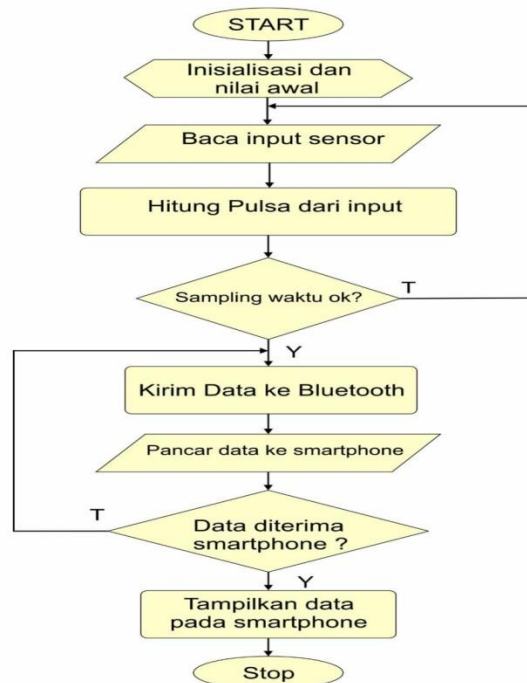 START
Inisialisasi dan
nilai awal
Baca input sensor
Hitung Pulsa dari input
Sampling waktu ok?
T
Y
Kirim Data ke Bluetooth
Pancar data ke smartphone
T
Data diterima
smartphone ?
Y
Tampilkan data
pada smartphone
Stop